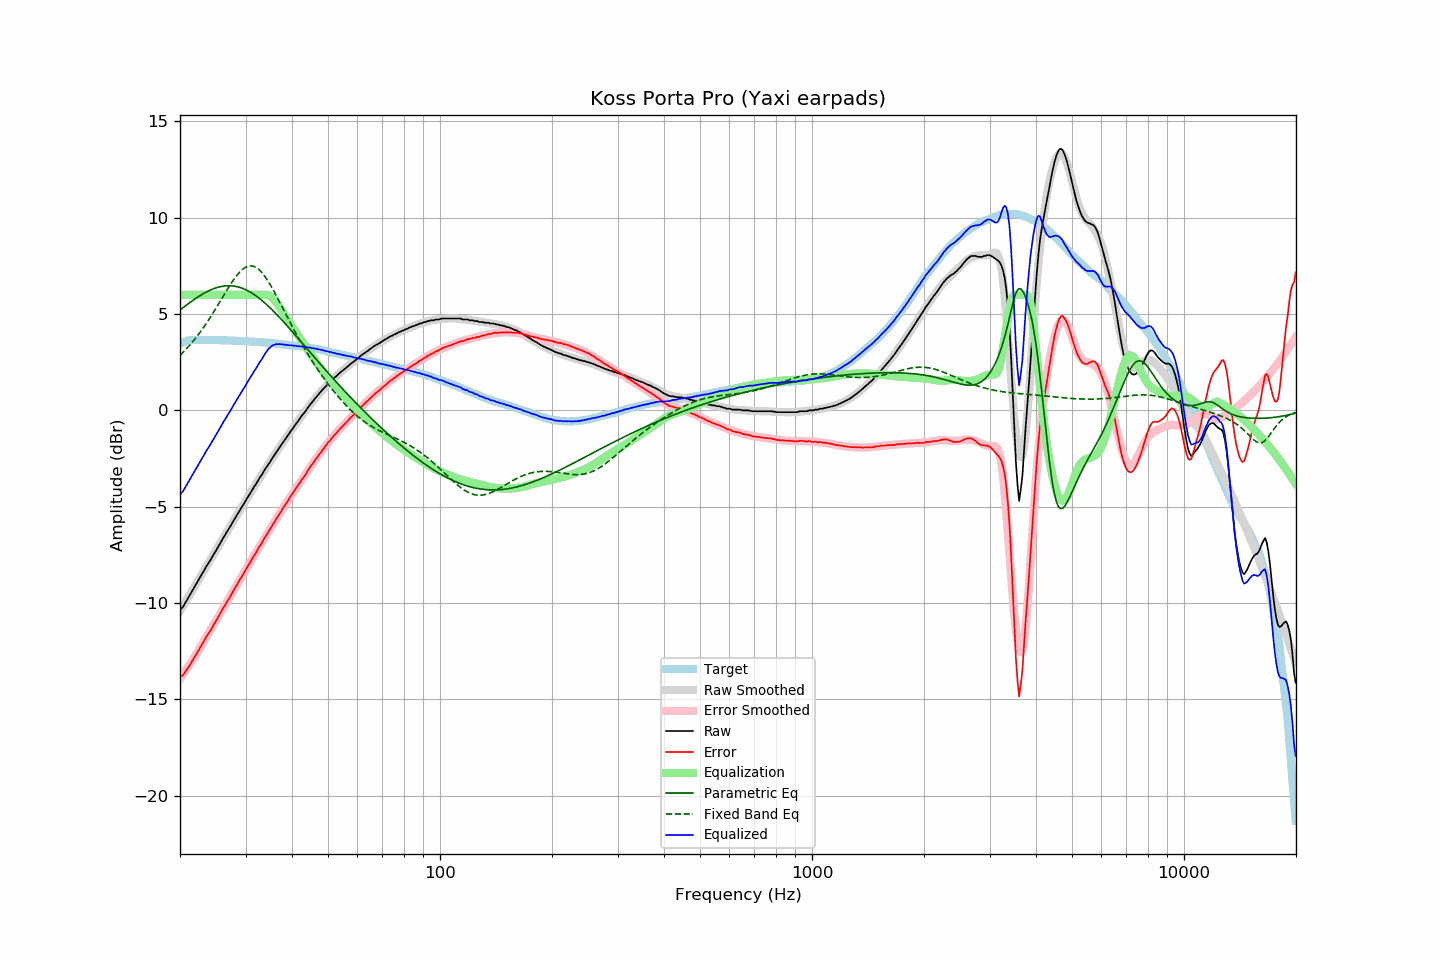 Koss Porta Pro (Yaxi earpads)
15
10
5
0
−5
−10
−15
−20
Amplitude (dBr)
Target
Raw Smoothed
Error Smoothed
Raw
Error
Equalization
Parametric Eq
Fixed Band Eq
Equalized
100
1000
10000
Frequency (Hz)